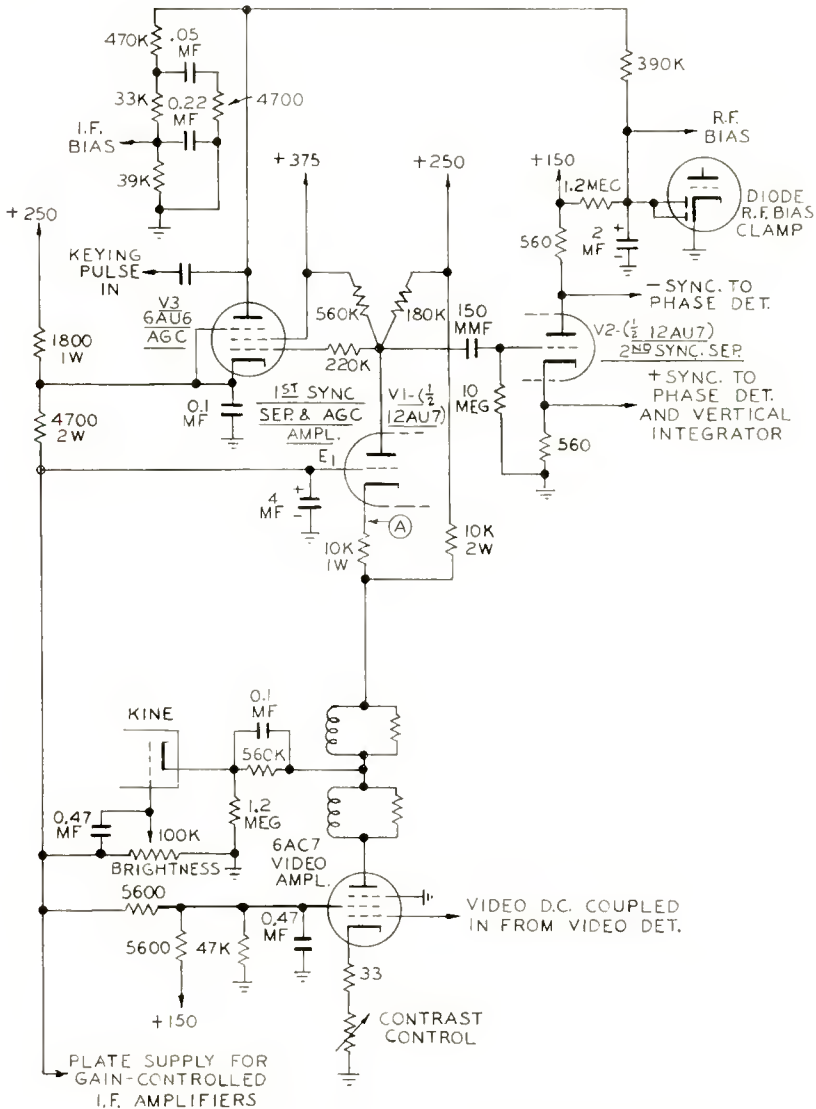 470K
.05
MF
33K
0.22
MF
4700
I.F.
BIAS
39K
390K
R.F.
BIAS
+250
+375
+250
+150
1.2MEC
DIODE
R.F. BIAS
CLAMP
2
MF
+
−
560
KEYING
PULSE
IN
V3
6AU6
AGC
560K
180K
150
MMF
−SYNC. TO
PHASE DET.
V2-(½ 12AU7)
2ND SYNC. SEP.
1800
1W
220K
10
MEG
+SYNC. TO
PHASE DET.
AND VERTICAL
INTEGRATOR
4700
2W
0.1
MF
1ST SYNC
SEP. & AGC
AMPL.
V1-(½
12AU7)
E1
560
4
MF
+
−
A
10K
1W
10K
2W
KINE
0.1
MF
560K
0.47
MF
100K
BRIGHTNESS
1.2
MEG
6AC7
VIDEO
AMPL.
5600
0.47
MF
VIDEO D.C. COUPLED
IN FROM VIDEO DET.
5600
47K
33
+150
CONTRAST
CONTROL
PLATE SUPPLY FOR
GAIN-CONTROLLED
I.F. AMPLIFIERS